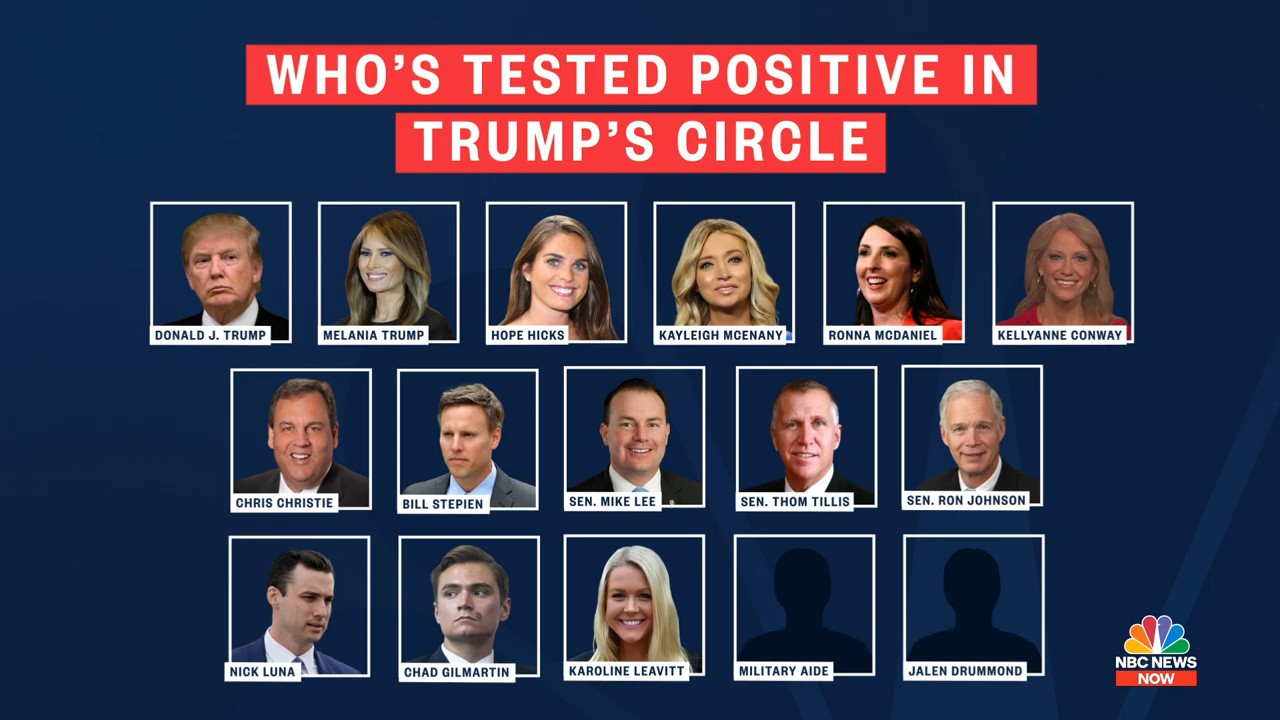 WHO'S TESTED POSITIVE IN
TRUMP'S CIRCLE
DONALD J. TRUMP
MELANIA TRUMP
HOPE HICKS
KAYLEIGH MCENANY
RONNA MCDANIEL
KELLYANNE CONWAY
CHRIS CHRISTIE
BILL STEPIEN
SEN. MIKE LEE
SEN. THOM TILLIS
SEN. RON JOHNSON
NICK LUNA
CHAD GILMARTIN
KAROLINE LEAVITT
MILITARY AIDE
JALEN DRUMMOND
NBC NEWS
NOW